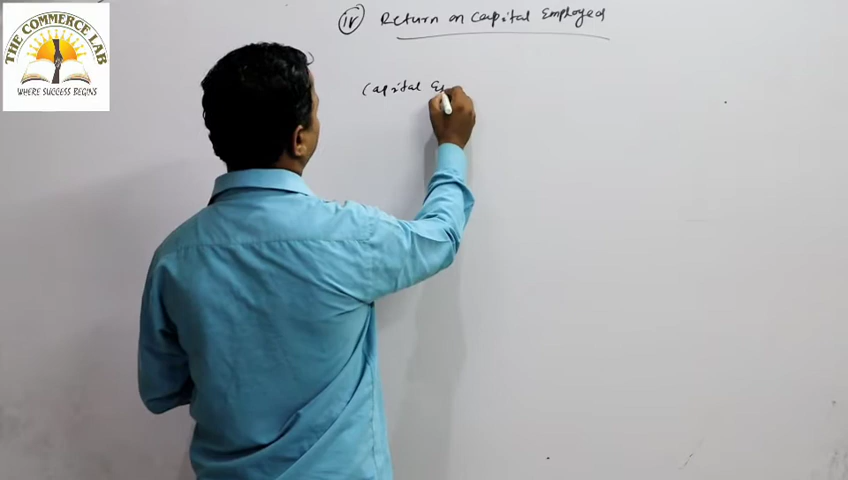 THE COMMERCE LAB
WHERE SUCCESS BEGINS
(iv) Return on Capital Employed
Capital